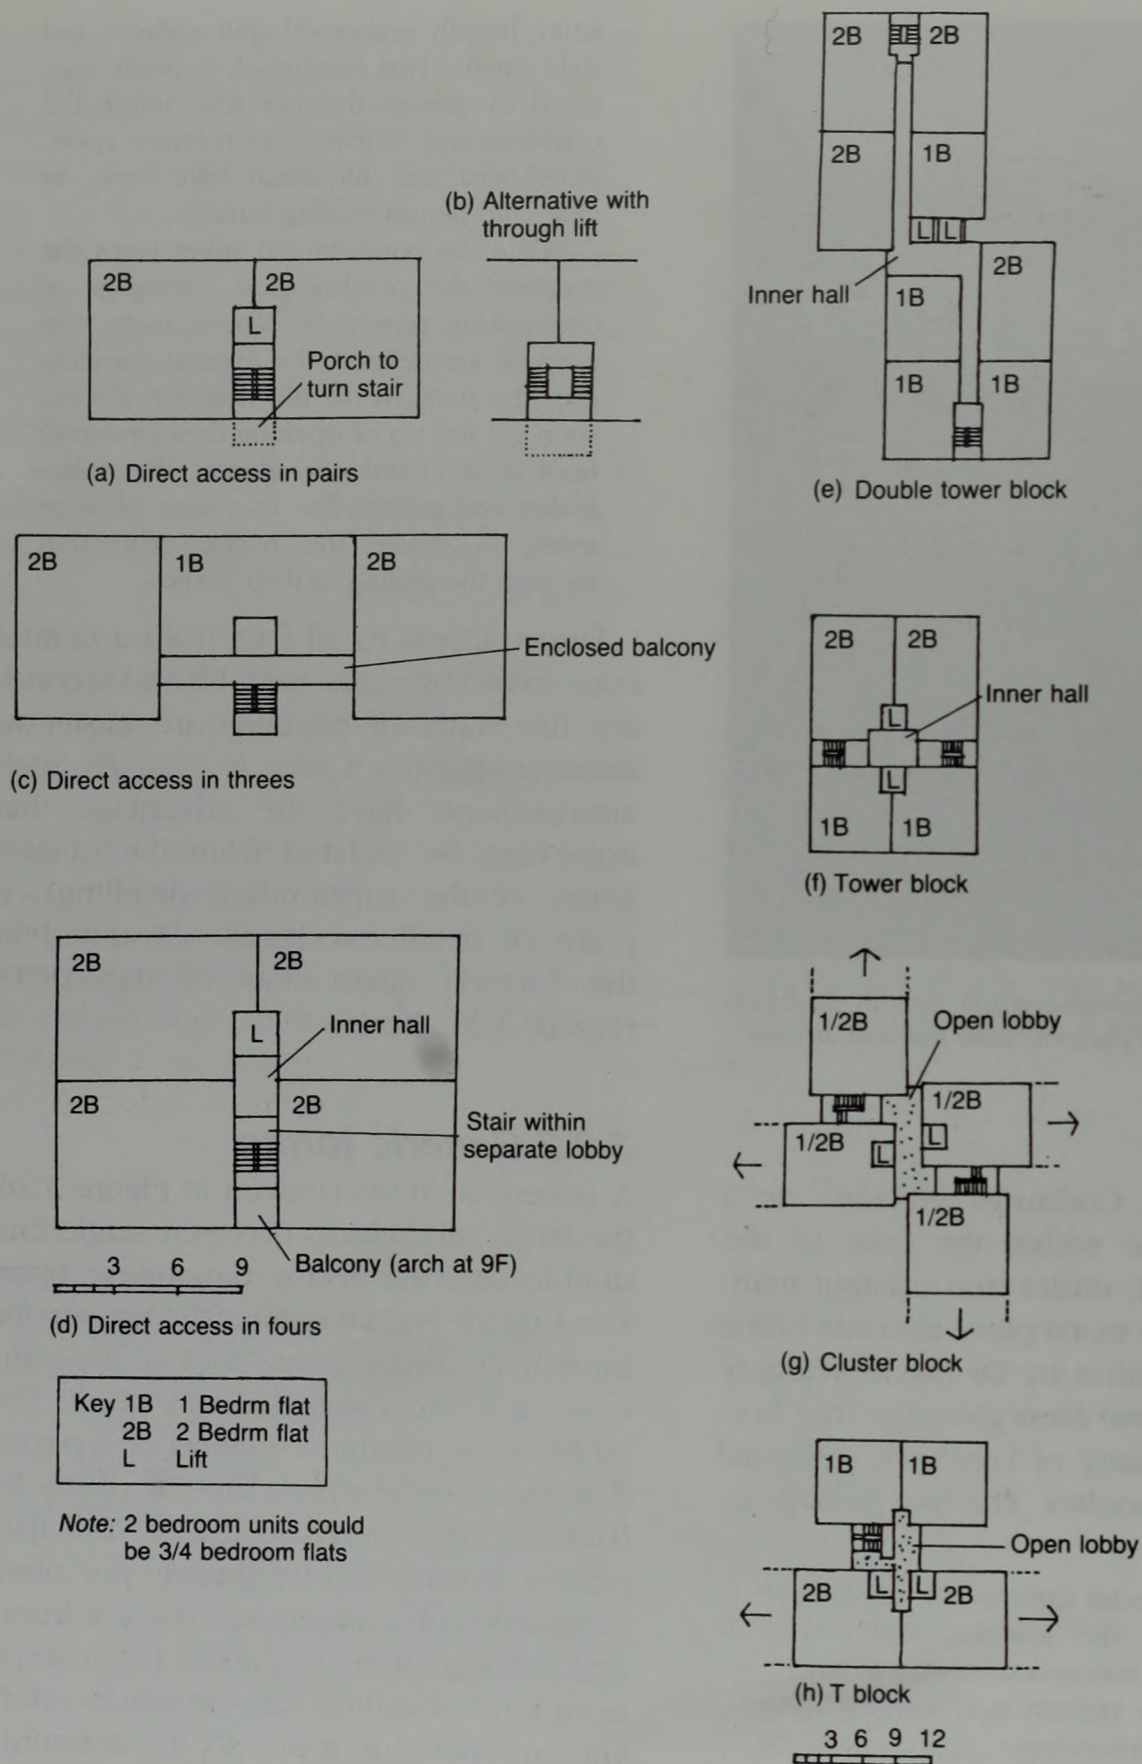 (b) Alternative with
through lift
2B
2B
L
Porch to
turn stair
(a) Direct access in pairs
2B
1B
2B
Enclosed balcony
(c) Direct access in threes
2B
2B
L
Inner hall
2B
2B
Stair within
separate lobby
Balcony (arch at 9F)
3 6 9
(d) Direct access in fours
Key 1B 1 Bedrm flat
2B 2 Bedrm flat
L Lift
Note: 2 bedroom units could
be 3/4 bedroom flats
2B
2B
2B
1B
L L
2B
Inner hall
1B
1B
1B
(e) Double tower block
2B
2B
Inner hall
L
L
1B
1B
(f) Tower block
1/2B
Open lobby
1/2B
1/2B
L
L
1/2B
(g) Cluster block
1B
1B
Open lobby
2B
L
L
2B
(h) T block
3 6 9 12